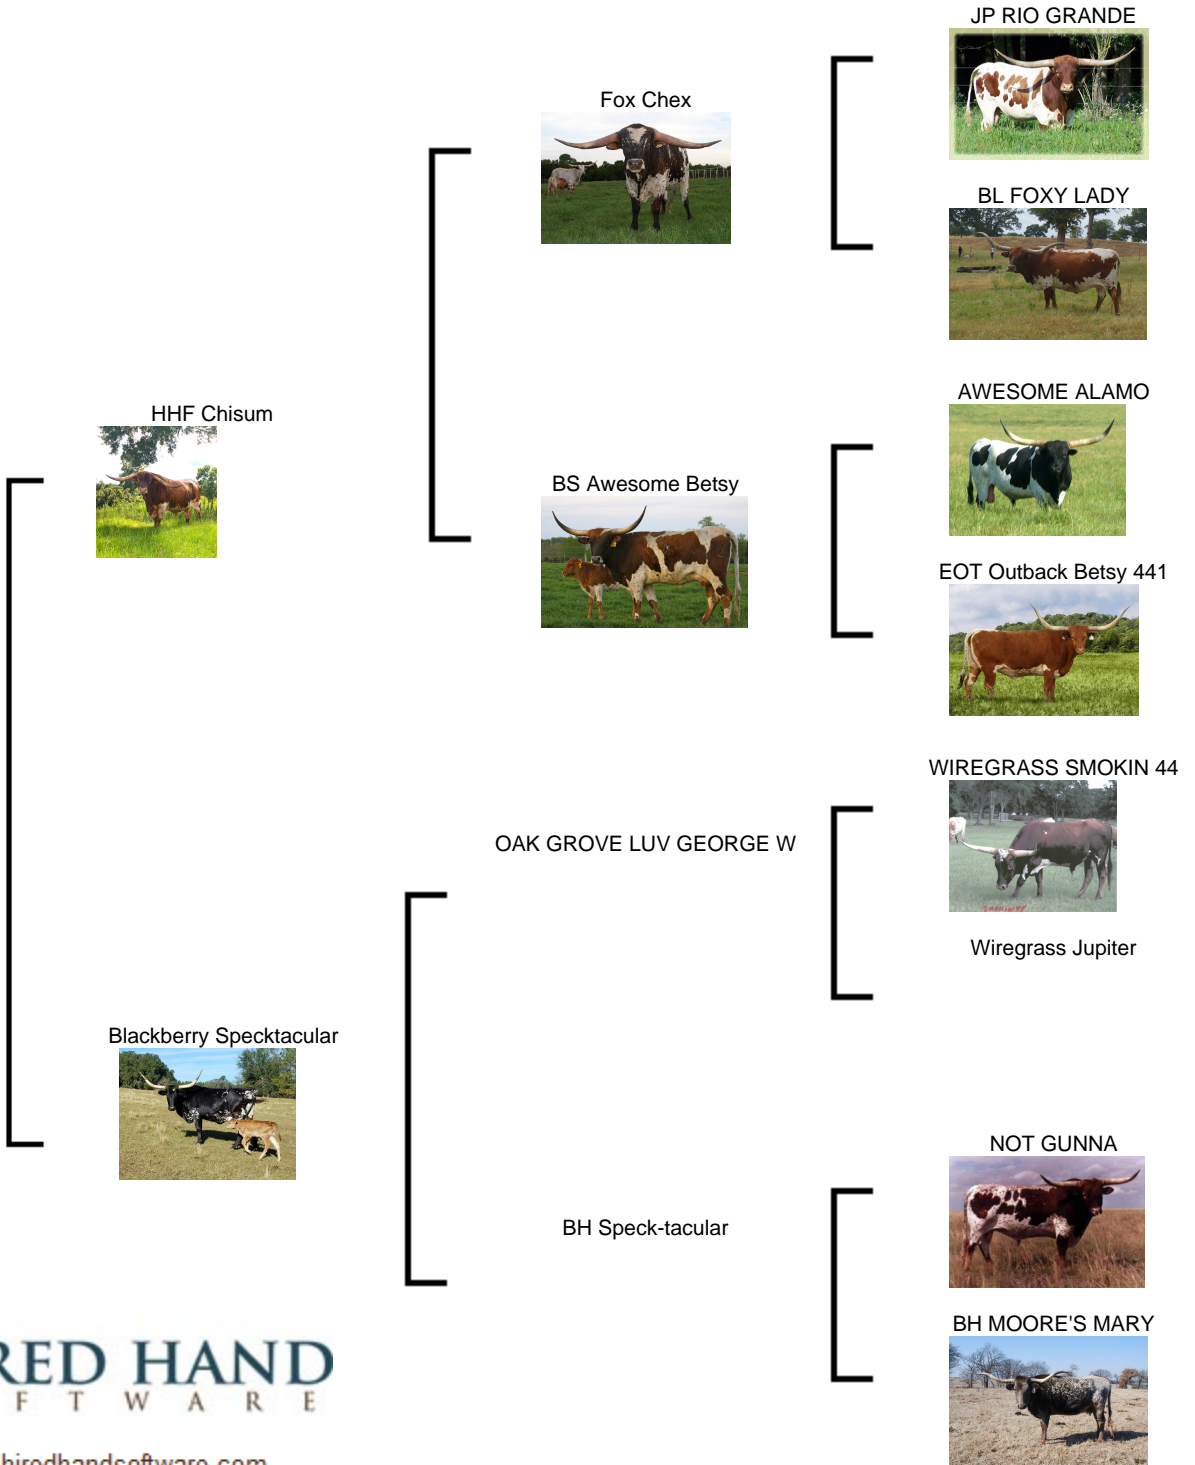 JP RIO GRANDE
Fox Chex
BL FOXY LADY
HHF Chisum
AWESOME ALAMO
BS Awesome Betsy
EOT Outback Betsy 441
WIREGRASS SMOKIN 44
OAK GROVE LUV GEORGE W
Wiregrass Jupiter
Blackberry Specktacular
NOT GUNNA
BH Speck-tacular
BH MOORE'S MARY
RED HAND
F T W A R E
hiredhandsoftware.com